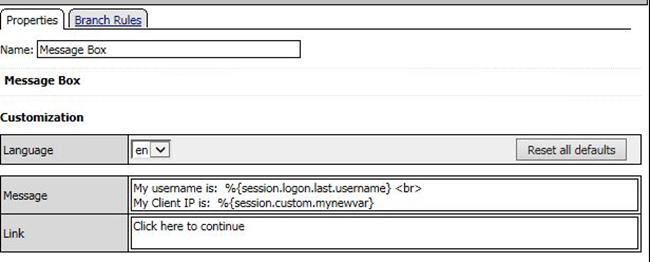 Properties Branch Rules
Name: Message Box
Message Box
Customization
Language en Reset all defaults
Message My username is: %{session.logon.last.username} <br>
My Client IP is: %{session.custom.mynewvar}
Link Click here to continue